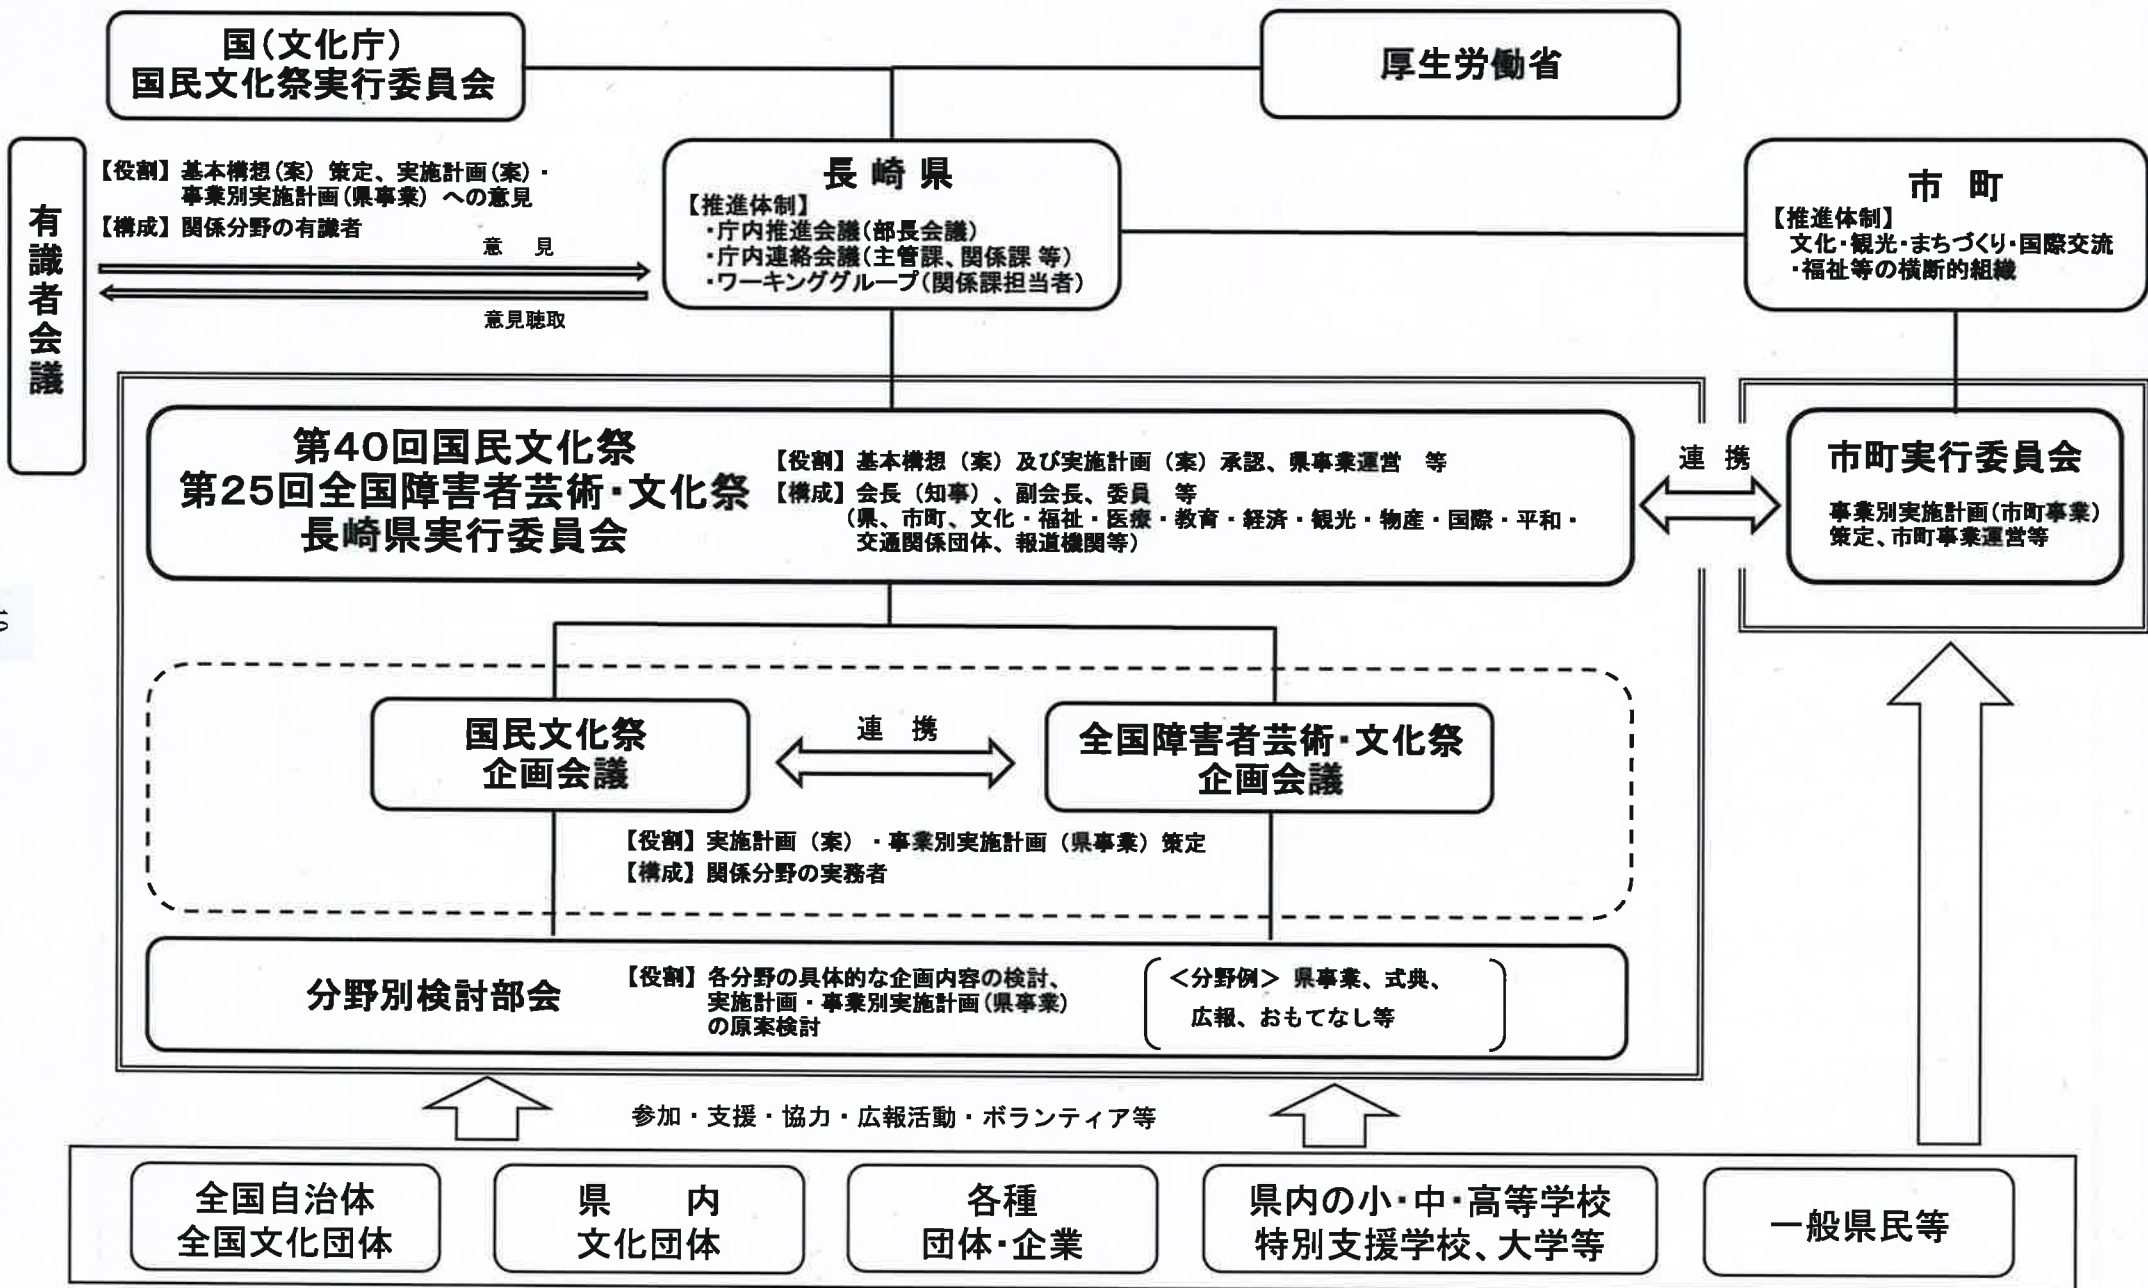 国(文化庁)
国民文化祭実行委員会
厚生労働省
有識者会議
【役割】基本構想(案)策定、実施計画(案)・
事業別実施計画(県事業)への意見
【構成】関係分野の有識者
意 見
意見聴取
長 崎 県
【推進体制】
・庁内推進会議(部長会議)
・庁内連絡会議(主管課、関係課 等)
・ワーキンググループ(関係課担当者)
市 町
【推進体制】
文化・観光・まちづくり・国際交流
・福祉等の横断的組織
第40回国民文化祭
第25回全国障害者芸術・文化祭
長崎県実行委員会
【役割】基本構想(案)及び実施計画(案)承認、県事業運営 等
【構成】会長(知事)、副会長、委員 等
(県、市町、文化・福祉・医療・教育・経済・観光・物産・国際・平和・
交通関係団体、報道機関等)
連 携
市町実行委員会
事業別実施計画(市町事業)
策定、市町事業運営等
国民文化祭
企画会議
連 携
全国障害者芸術・文化祭
企画会議
【役割】実施計画(案)・事業別実施計画(県事業)策定
【構成】関係分野の実務者
分野別検討部会
【役割】各分野の具体的な企画内容の検討、
実施計画・事業別実施計画(県事業)
の原案検討
<分野例> 県事業、式典、
広報、おもてなし等
参加・支援・協力・広報活動・ボランティア等
全国自治体
全国文化団体
県 内
文化団体
各種
団体・企業
県内の小・中・高等学校
特別支援学校、大学等
一般県民等